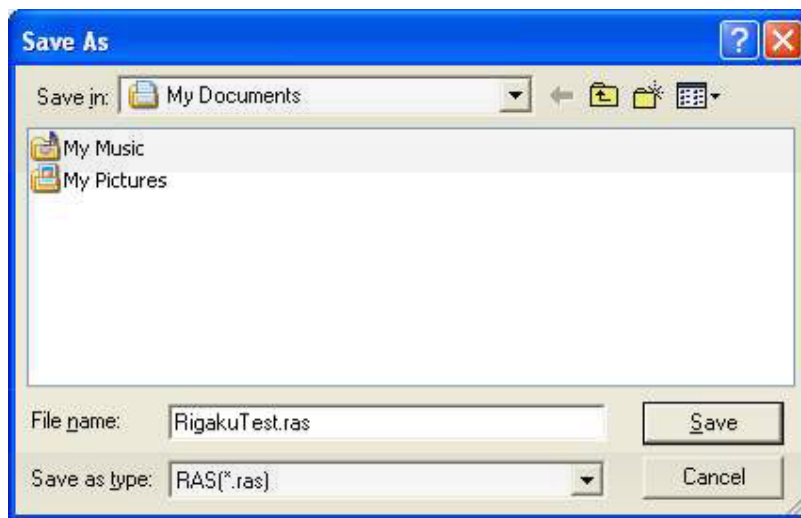 Save As
Save in: My Documents
My Music
My Pictures
File name: RigakuTest.ras Save
Save as type: RAS(*.ras) Cancel